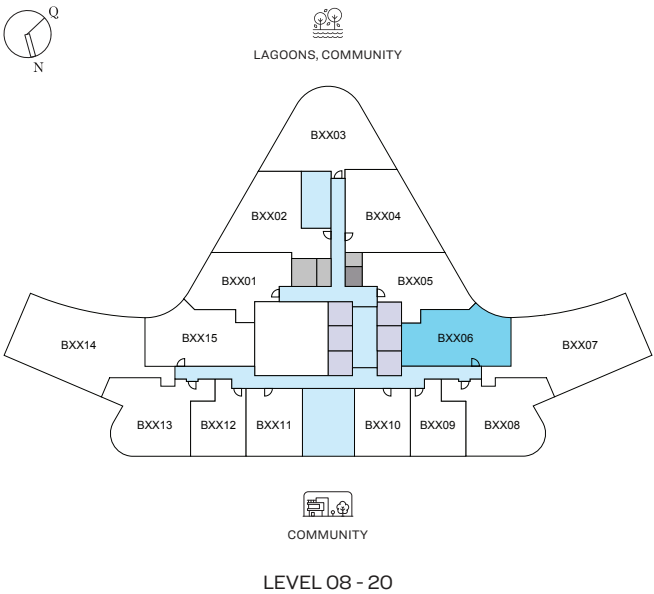 Q
N
LAGOONS, COMMUNITY
BXX03
BXX02
BXX04
BXX01
BXX05
BXX14
BXX15
BXX06
BXX07
BXX13
BXX12
BXX11
BXX10
BXX09
BXX08
COMMUNITY
LEVEL 08 - 20